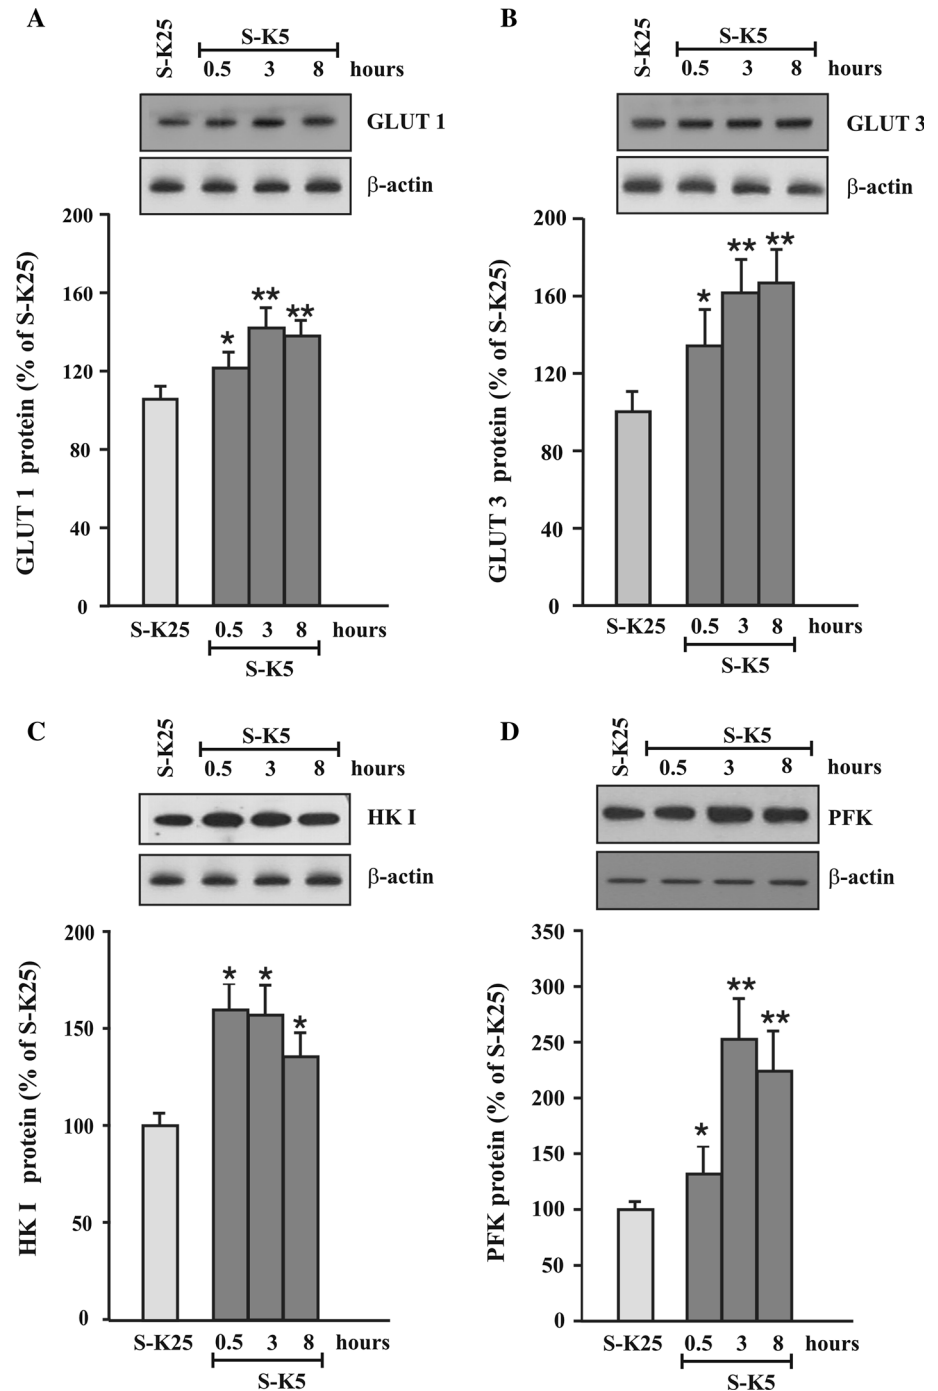 A
S-K25
S-K5
0.5 3 8 hours
GLUT 1
β-actin
GLUT 1 protein (% of S-K25)
200
160
120
80
40
0
S-K25 0.5 3 8 hours
S-K5
* ** **
B
S-K25
S-K5
0.5 3 8 hours
GLUT 3
β-actin
GLUT 3 protein (% of S-K25)
200
160
120
80
40
0
S-K25 0.5 3 8 hours
S-K5
* ** **
C
S-K25
S-K5
0.5 3 8 hours
HK I
β-actin
HK I protein (% of S-K25)
200
150
100
50
0
S-K25 0.5 3 8 hours
S-K5
* * *
D
S-K25
S-K5
0.5 3 8 hours
PFK
β-actin
PFK protein (% of S-K25)
350
300
250
200
150
100
50
0
S-K25 0.5 3 8 hours
S-K5
* ** **